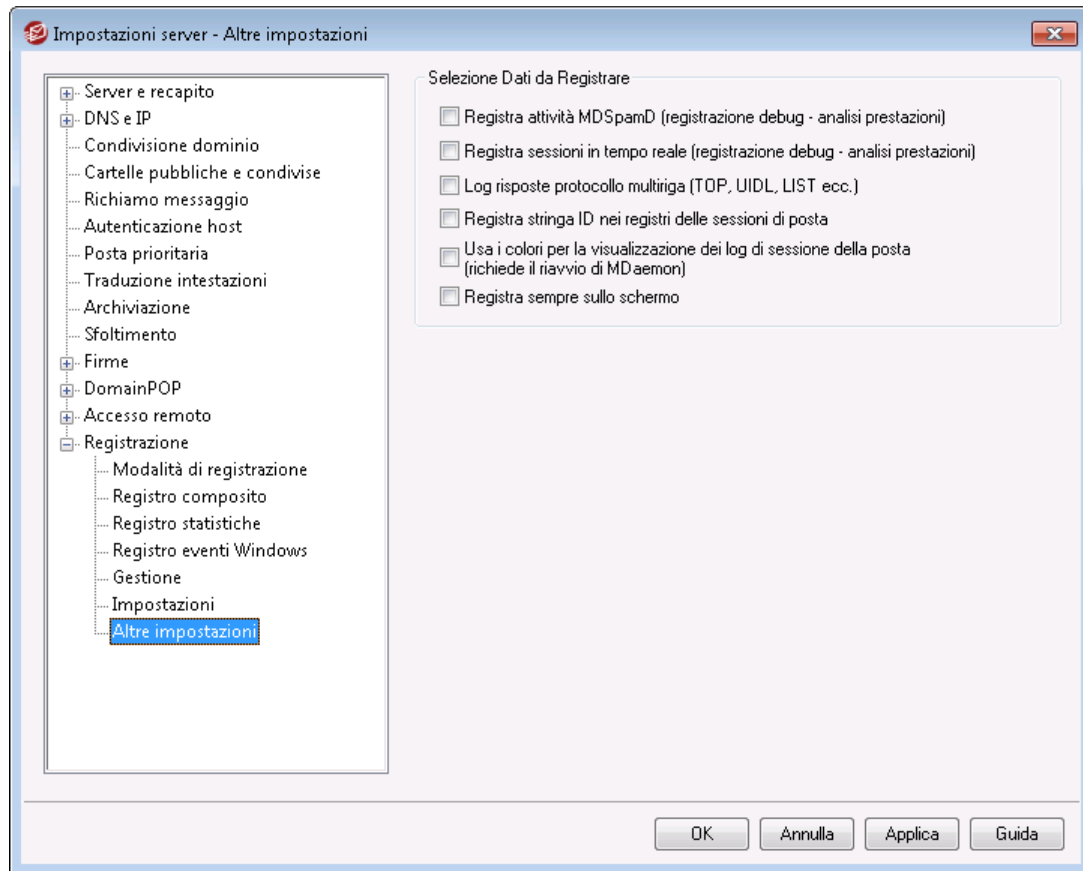 Impostazioni server - Altre impostazioni
Server e recapito
DNS e IP
Condivisione dominio
Cartelle pubbliche e condivise
Richiamo messaggio
Autenticazione host
Posta prioritaria
Traduzione intestazioni
Archiviazione
Sfoltimento
Firme
DomainPOP
Accesso remoto
Registrazione
Modalità di registrazione
Registro composito
Registro statistiche
Registro eventi Windows
Gestione
Impostazioni
Altre impostazioni
Selezione Dati da Registrare
Registra attività MDSpamD (registrazione debug - analisi prestazioni)
Registra sessioni in tempo reale (registrazione debug - analisi prestazioni)
Log risposte protocollo multiriga (TOP, UIDL, LIST ecc.)
Registra stringa ID nei registri delle sessioni di posta
Usa i colori per la visualizzazione dei log di sessione della posta
(richiede il riavvio di MDaemon)
Registra sempre sullo schermo
OK
Annulla
Applica
Guida